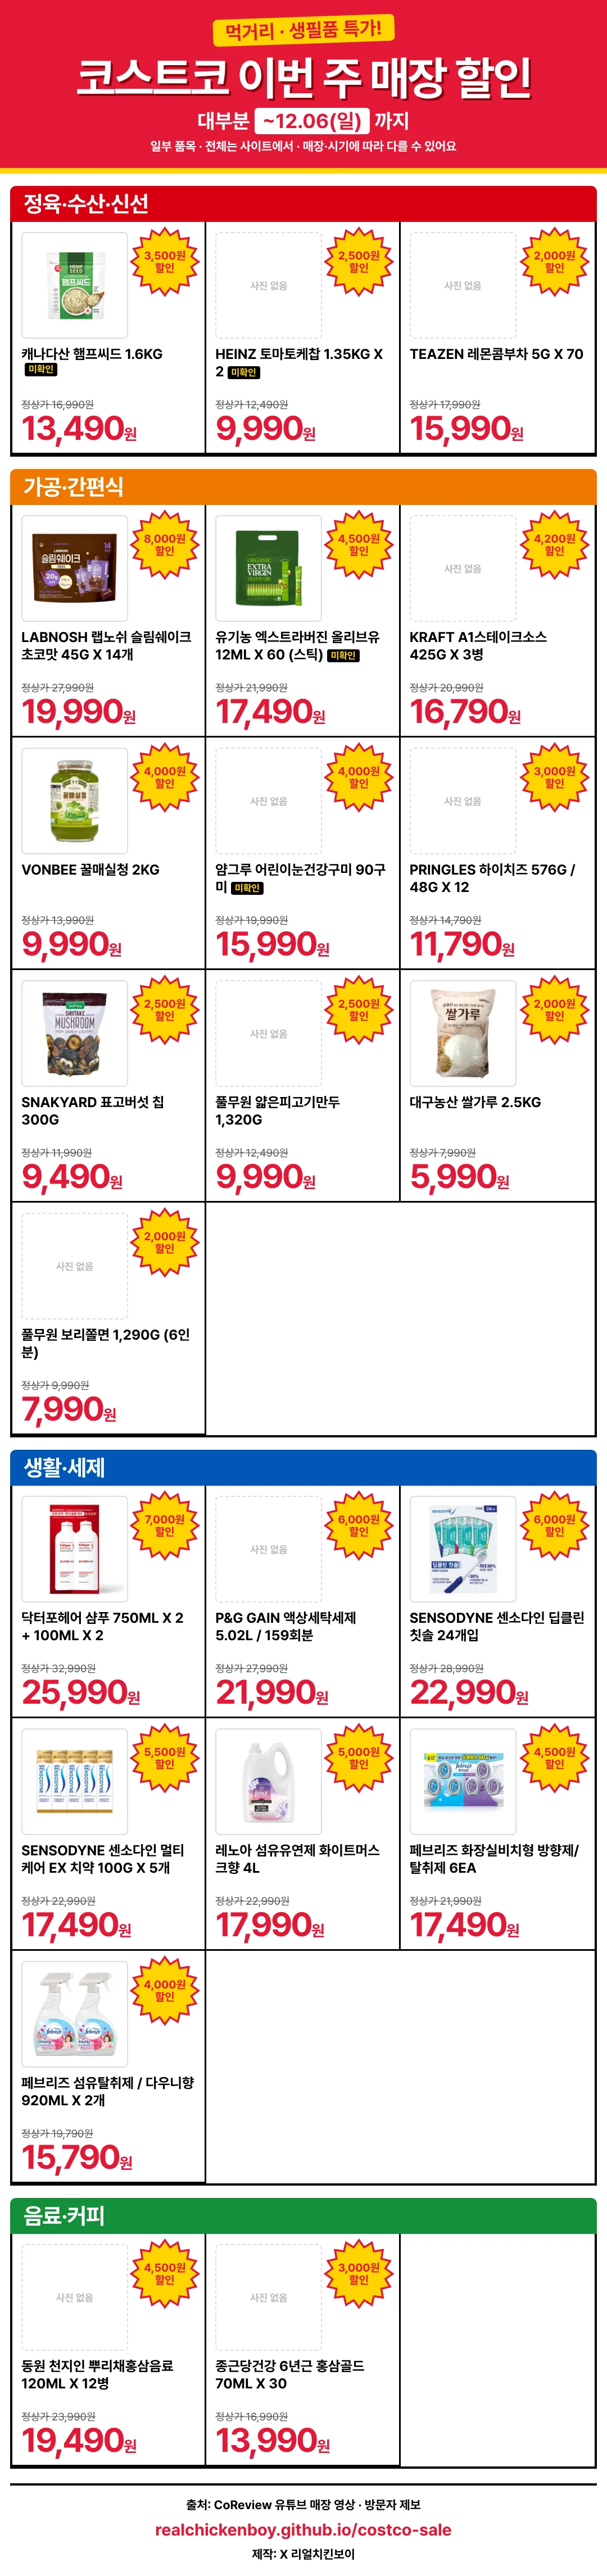 먹거리 · 생필품 특가!
코스트코 이번 주 매장 할인
대부분 ~12.06(일) 까지
일부 품목 · 전체는 사이트에서 · 매장·시기에 따라 다를 수 있어요
정육·수산·신선
3,500원
할인
HEMP
SEED
햄프씨드
캐나다산 햄프씨드 1.6KG
미확인
정상가 16,990원
13,490원
사진 없음
2,500원
할인
HEINZ 토마토케찹 1.35KG X
2 미확인
정상가 12,490원
9,990원
사진 없음
2,000원
할인
TEAZEN 레몬콤부차 5G X 70
정상가 17,990원
15,990원
가공·간편식
8,000원
할인
LABNOSH
슬림쉐이크
20g
LABNOSH 랩노쉬 슬림쉐이크
초코맛 45G X 14개
정상가 27,990원
19,990원
4,500원
할인
ORGANIC
EXTRA
VIRGIN
OLIVE OIL
유기농 엑스트라버진 올리브유
12ML X 60 (스틱) 미확인
정상가 21,990원
17,490원
사진 없음
4,200원
할인
KRAFT A1스테이크소스
425G X 3병
정상가 20,990원
16,790원
4,000원
할인
꿀매실청
VONBEE 꿀매실청 2KG
정상가 13,990원
9,990원
사진 없음
4,000원
할인
얌그루 어린이눈건강구미 90구
미 미확인
정상가 19,990원
15,990원
사진 없음
3,000원
할인
PRINGLES 하이치즈 576G /
48G X 12
정상가 14,790원
11,790원
2,500원
할인
SHIITAKE
MUSHROOM
SNAKYARD 표고버섯 칩
300G
정상가 11,990원
9,490원
사진 없음
2,500원
할인
풀무원 얇은피고기만두
1,320G
정상가 12,490원
9,990원
2,000원
할인
쌀가루
대구농산 쌀가루 2.5KG
정상가 7,990원
5,990원
사진 없음
2,000원
할인
풀무원 보리쫄면 1,290G (6인
분)
정상가 9,990원
7,990원
생활·세제
7,000원
할인
닥터포헤어 샴푸 750ML X 2
+ 100ML X 2
정상가 32,990원
25,990원
사진 없음
6,000원
할인
P&G GAIN 액상세탁세제
5.02L / 159회분
정상가 27,990원
21,990원
6,000원
할인
SENSODYNE
딥클린 칫솔
SENSODYNE 센소다인 딥클린
칫솔 24개입
정상가 28,990원
22,990원
5,500원
할인
SENSODYNE
SENSODYNE
SENSODYNE
SENSODYNE
SENSODYNE
SENSODYNE 센소다인 멀티
케어 EX 치약 100G X 5개
정상가 22,990원
17,490원
5,000원
할인
레노아 섬유유연제 화이트머스
크향 4L
정상가 22,990원
17,990원
4,500원
할인
febreze
페브리즈 화장실비치형 방향제/
탈취제 6EA
정상가 21,990원
17,490원
4,000원
할인
febreze
febreze
페브리즈 섬유탈취제 / 다우니향
920ML X 2개
정상가 19,790원
15,790원
음료·커피
사진 없음
4,500원
할인
동원 천지인 뿌리채홍삼음료
120ML X 12병
정상가 23,990원
19,490원
사진 없음
3,000원
할인
종근당건강 6년근 홍삼골드
70ML X 30
정상가 16,990원
13,990원
출처: CoReview 유튜브 매장 영상 · 방문자 제보
realchickenboy.github.io/costco-sale
제작: X 리얼치킨보이